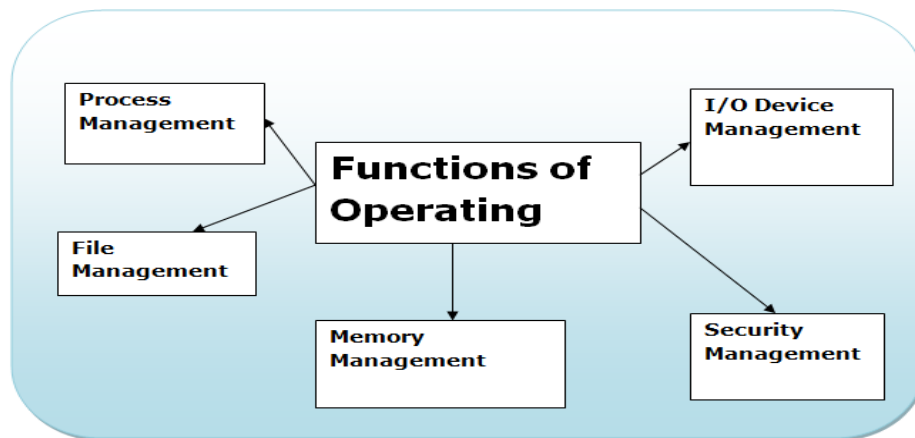 Process
Management
I/O Device
Management
Functions of
Operating
File
Management
Memory
Management
Security
Management